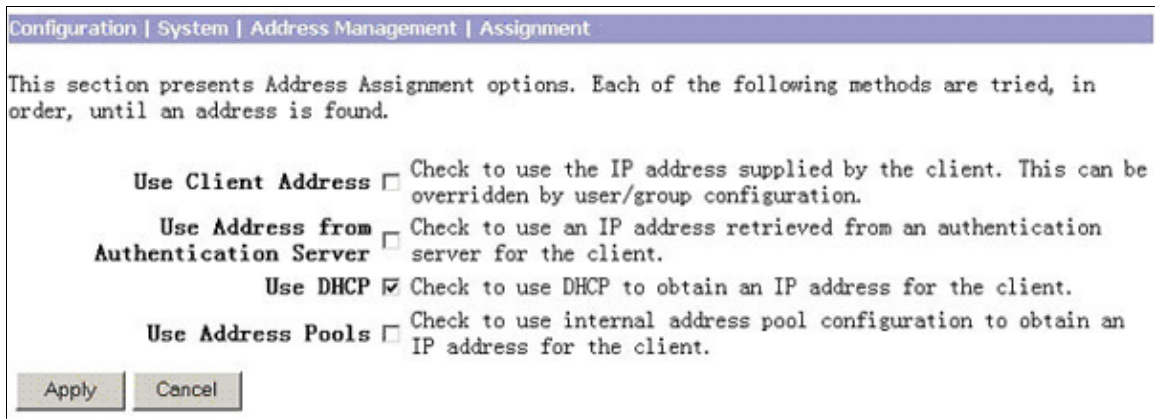 Configuration | System | Address Management | Assignment
This section presents Address Assignment options. Each of the following methods are tried, in
order, until an address is found.
Use Client Address Check to use the IP address supplied by the client. This can be
overridden by user/group configuration.
Use Address from Check to use an IP address retrieved from an authentication
Authentication Server server for the client.
Use DHCP Check to use DHCP to obtain an IP address for the client.
Use Address Pools Check to use internal address pool configuration to obtain an
IP address for the client.
Apply Cancel